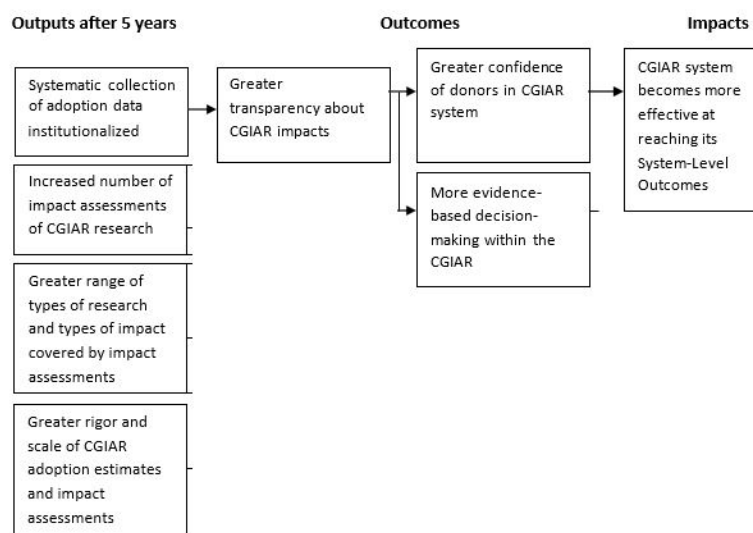 Outputs after 5 years
Outcomes
Impacts
Systematic collection
of adoption data
institutionalized
Greater
transparency about
CGIAR impacts
Greater confidence
of donors in CGIAR
system
CGIAR system
becomes more
effective at
reaching its
System-Level
Outcomes
Increased number of
impact assessments
of CGIAR research
More evidence-
based decision-
making within the
CGIAR
Greater range of
types of research
and types of impact
covered by impact
assessments
Greater rigor and
scale of CGIAR
adoption estimates
and impact
assessments